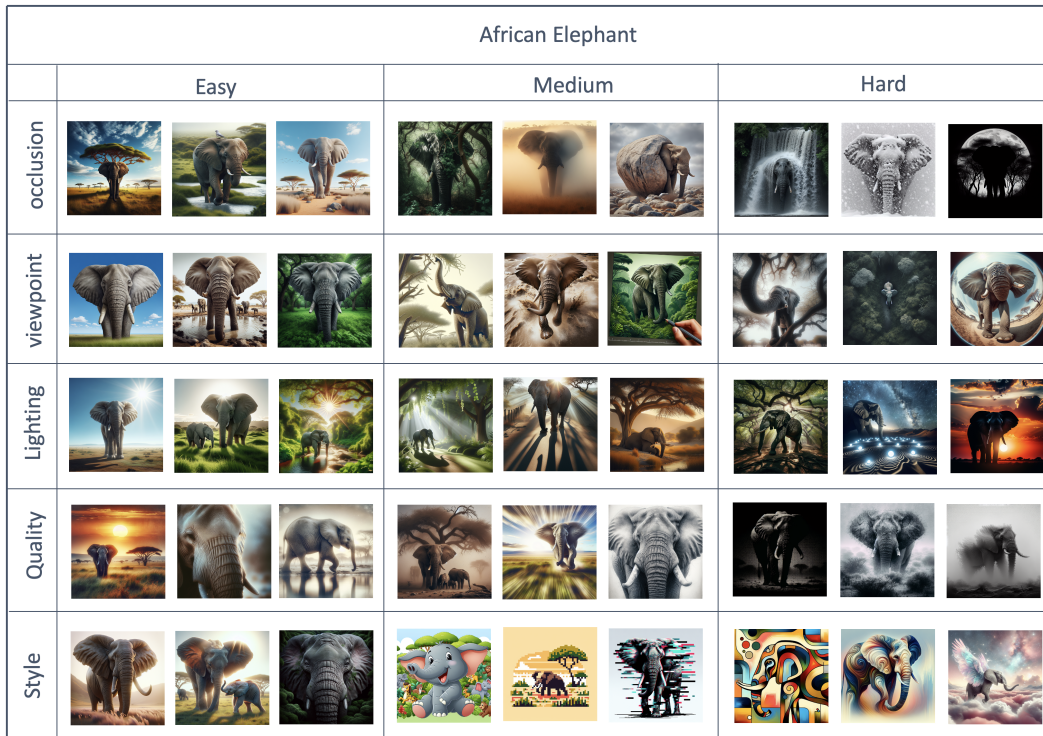 African Elephant
Easy
Medium
Hard
occlusion
viewpoint
Lighting
Quality
Style